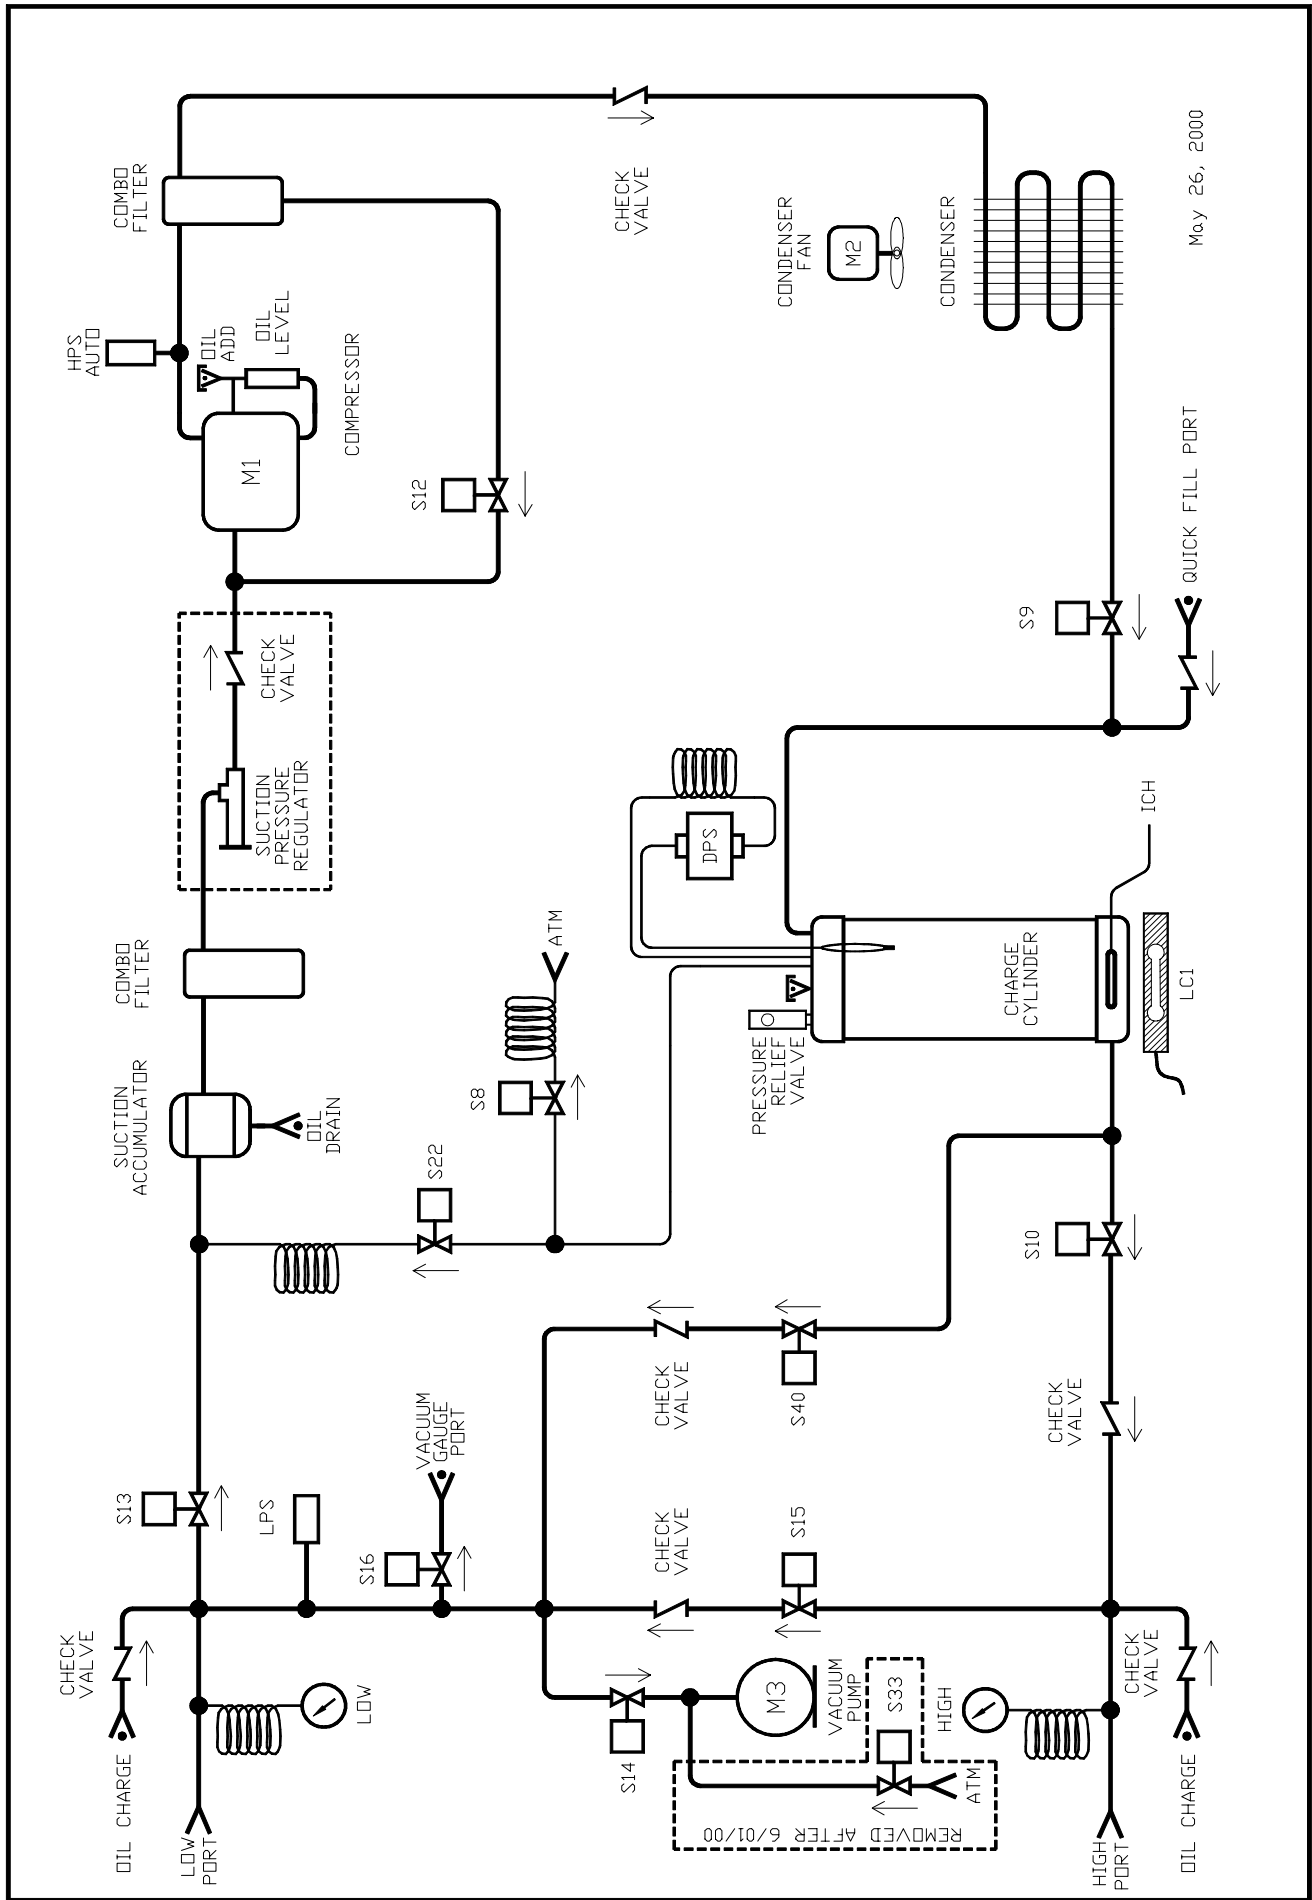 COMBO
FILTER
HPS
AUTO
OIL
ADD
OIL
LEVEL
COMPRESSOR
M1
S12
CHECK
VALVE
CONDENSER
FAN
M2
CONDENSER
May 26, 2000
CHECK
VALVE
SUCTION
PRESSURE
REGULATOR
S9
QUICK FILL PORT
COMBO
FILTER
SUCTION
ACCUMULATOR
OIL
DRAIN
S8
ATM
DPS
ICH
PRESSURE
RELIEF
VALVE
CHARGE
CYLINDER
LC1
S22
S10
S13
LPS
S16
VACUUM
GAUGE
PORT
CHECK
VALVE
S40
CHECK
VALVE
CHECK
VALVE
S15
CHECK
VALVE
OIL CHARGE
LOW
PORT
LOW
S14
M3
VACUUM
PUMP
S33
ATM
REMOVED AFTER 6/01/00
HIGH
HIGH
PORT
CHECK
VALVE
OIL CHARGE